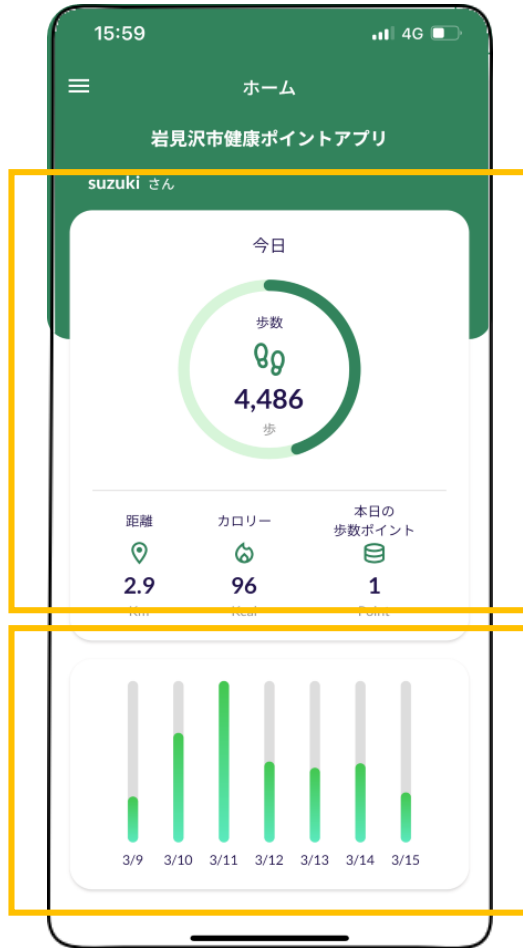 15:59 4G
ホーム
岩見沢市健康ポイントアプリ
suzuki さん
今日
歩数
4,486
歩
距離 カロリー 本日の
歩数ポイント
2.9 96 1
Km Kcal Point
3/9 3/10 3/11 3/12 3/13 3/14 3/15